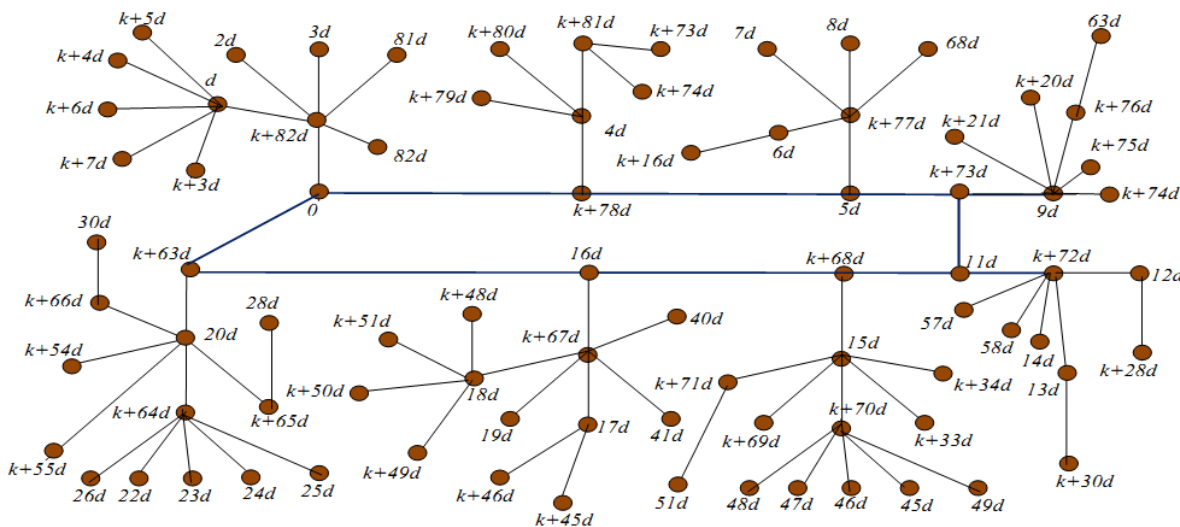 k+5d 2d 3d 81d k+80d k+81d k+73d 7d 8d 68d 63d
k+4d d k+79d k+74d k+20d
k+6d k+82d 82d 4d k+77d k+21d k+76d
k+7d k+3d k+16d 6d k+73d k+75d
0 k+78d 5d 9d k+74d
30d k+63d 16d k+68d 11d k+72d 12d
k+66d 28d k+51d k+48d k+67d 40d 57d 58d 14d
k+54d 20d 15d 13d k+28d
k+50d 18d k+71d k+34d
k+64d k+65d 19d 17d 41d k+70d
k+55d k+49d k+69d k+33d
26d 22d 23d 24d 25d k+46d k+45d 51d 48d 47d 46d 45d 49d k+30d